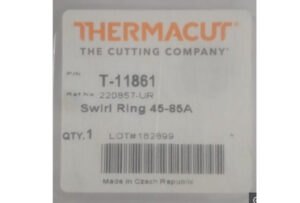 THERMACUT
THE CUTTING COMPANY
P/N
T-11861
Ref.No 220857-UR
Swirl Ring 45-85A
QTY.1 LOT#182899
Made in Czech Republic